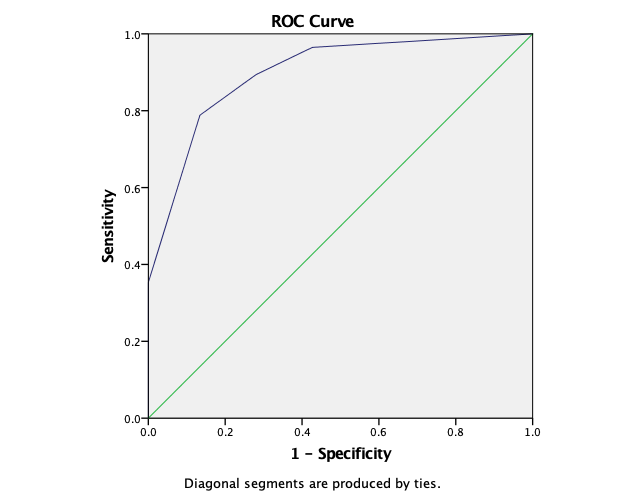 ROC Curve
1.0
0.8
0.6
0.4
0.2
0.0
Sensitivity
0.0 0.2 0.4 0.6 0.8 1.0
1 - Specificity
Diagonal segments are produced by ties.